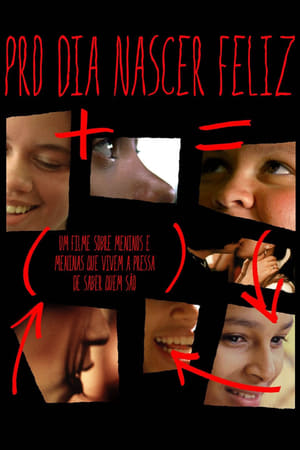 PRO DIA NASCER FELIZ
+ =
( UM FILME SOBRE MENINOS E
MENINAS QUE VIVEM A PRESSA
DE SABER QUEM SÃO )